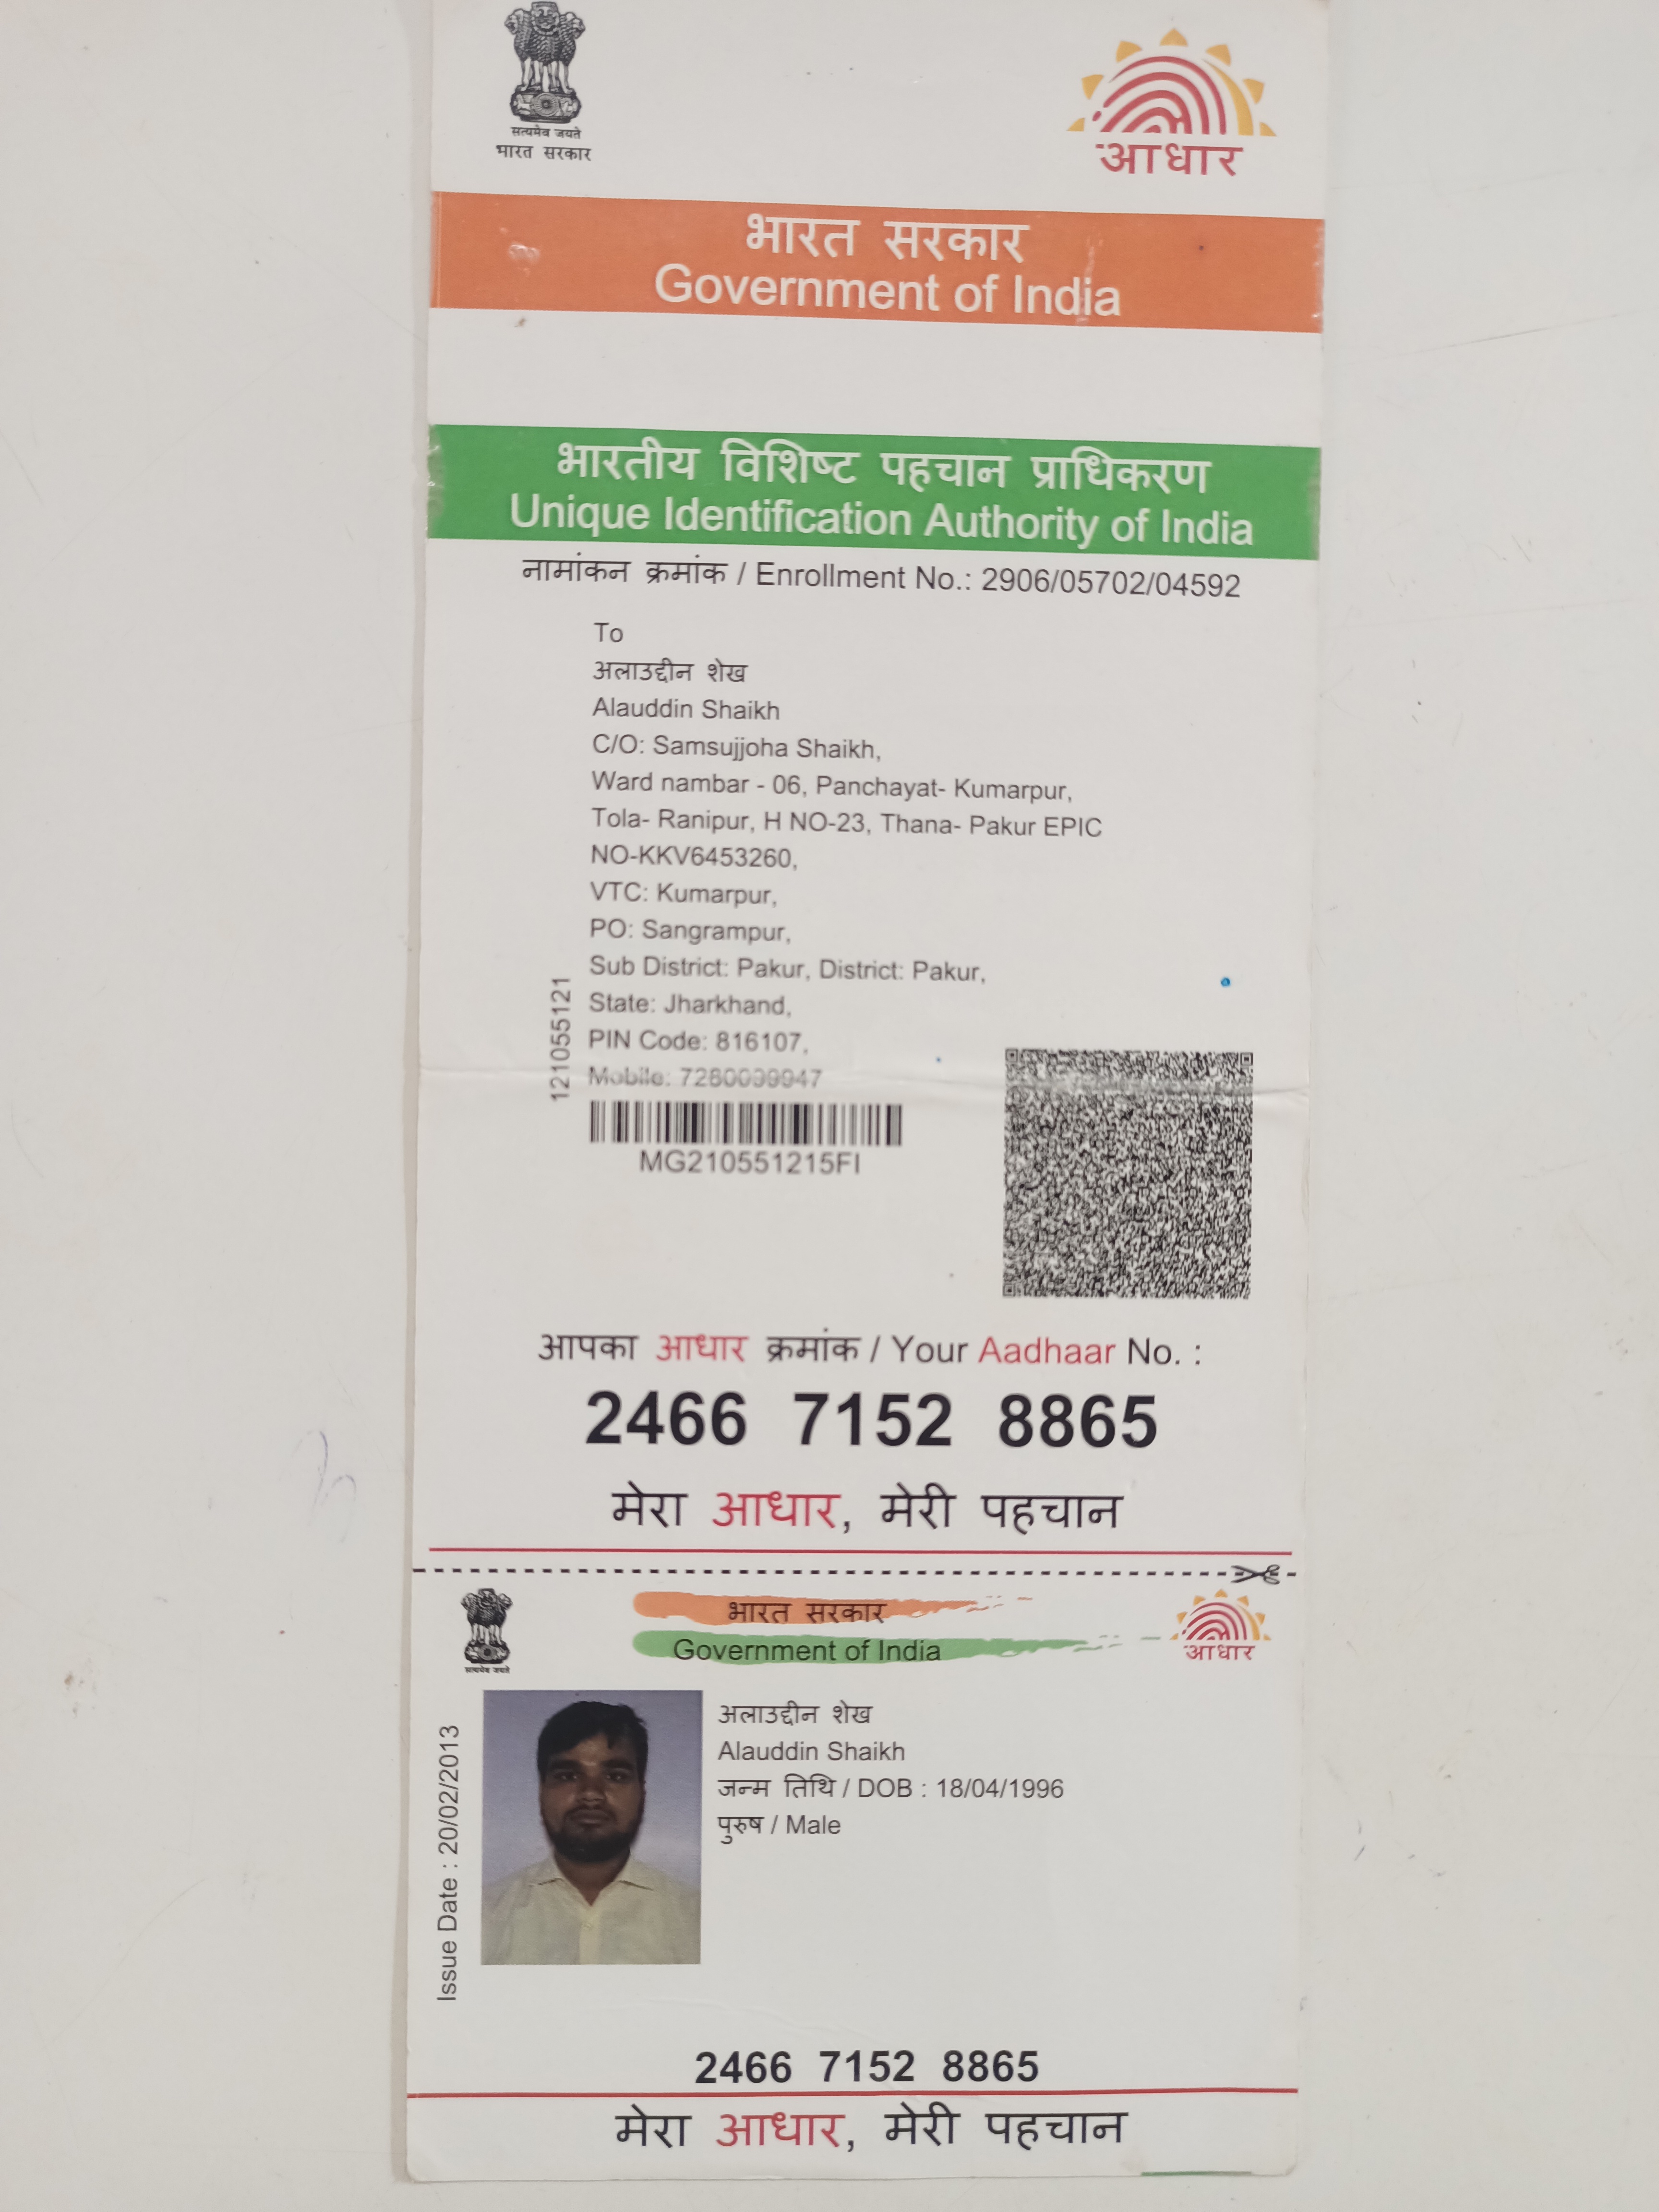 सत्यमेव जयते
भारत सरकार
आधार
भारत सरकार
Government of India
भारतीय विशिष्ट पहचान प्राधिकरण
Unique Identification Authority of India
नामांकन क्रमांक / Enrollment No.: 2906/05702/04592
To
अलाउद्दीन शेख
Alauddin Shaikh
C/O: Samsujjoha Shaikh,
Ward nambar - 06, Panchayat- Kumarpur,
Tola- Ranipur, H NO-23, Thana- Pakur EPIC
NO-KKV6453260,
VTC: Kumarpur,
PO: Sangrampur,
Sub District: Pakur, District: Pakur,
State: Jharkhand,
PIN Code: 816107,
Mobile:
121055121
MG210551215FI
आपका आधार क्रमांक / Your Aadhaar No. :
2466 7152 8865
मेरा आधार, मेरी पहचान
सत्यमेव जयते
भारत सरकार
Government of India
आधार
Issue Date : 20/02/2013
अलाउद्दीन शेख
Alauddin Shaikh
जन्म तिथि / DOB : 18/04/1996
पुरुष / Male
2466 7152 8865
मेरा आधार, मेरी पहचान